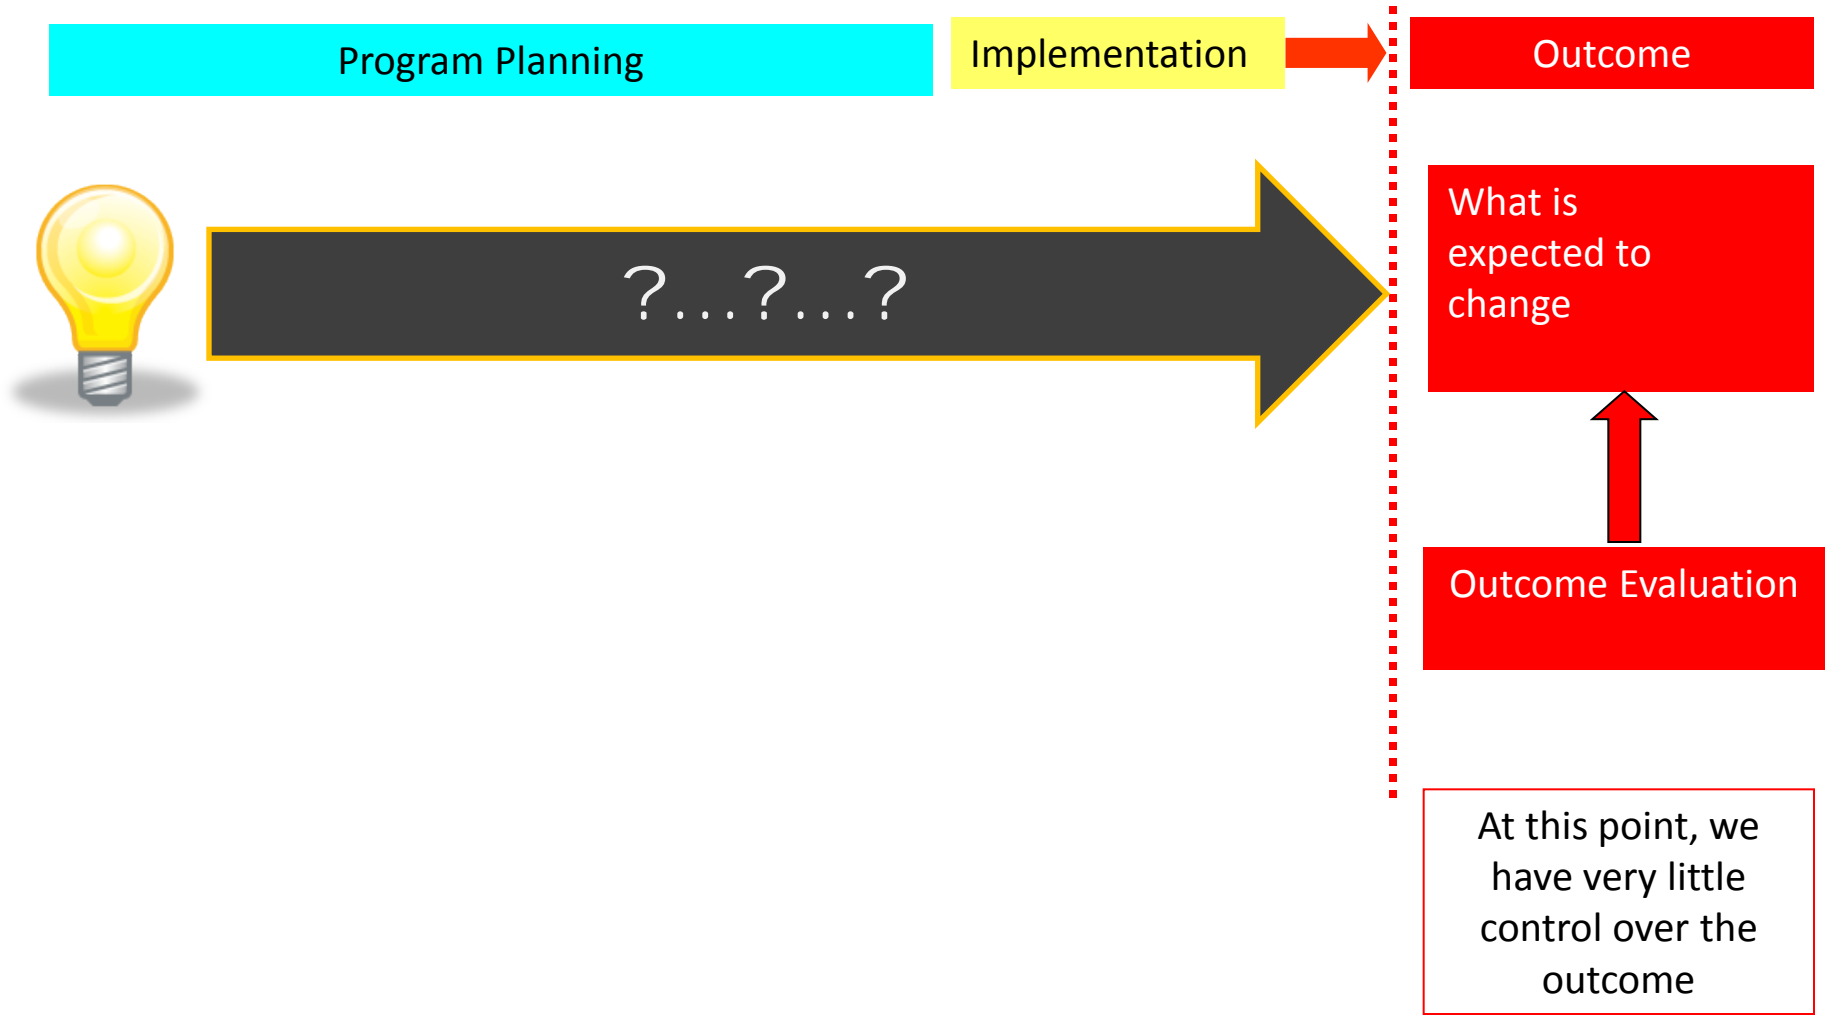 Program Planning
Implementation
Outcome
?...?...?
What is
expected to
change
Outcome Evaluation
At this point, we
have very little
control over the
outcome